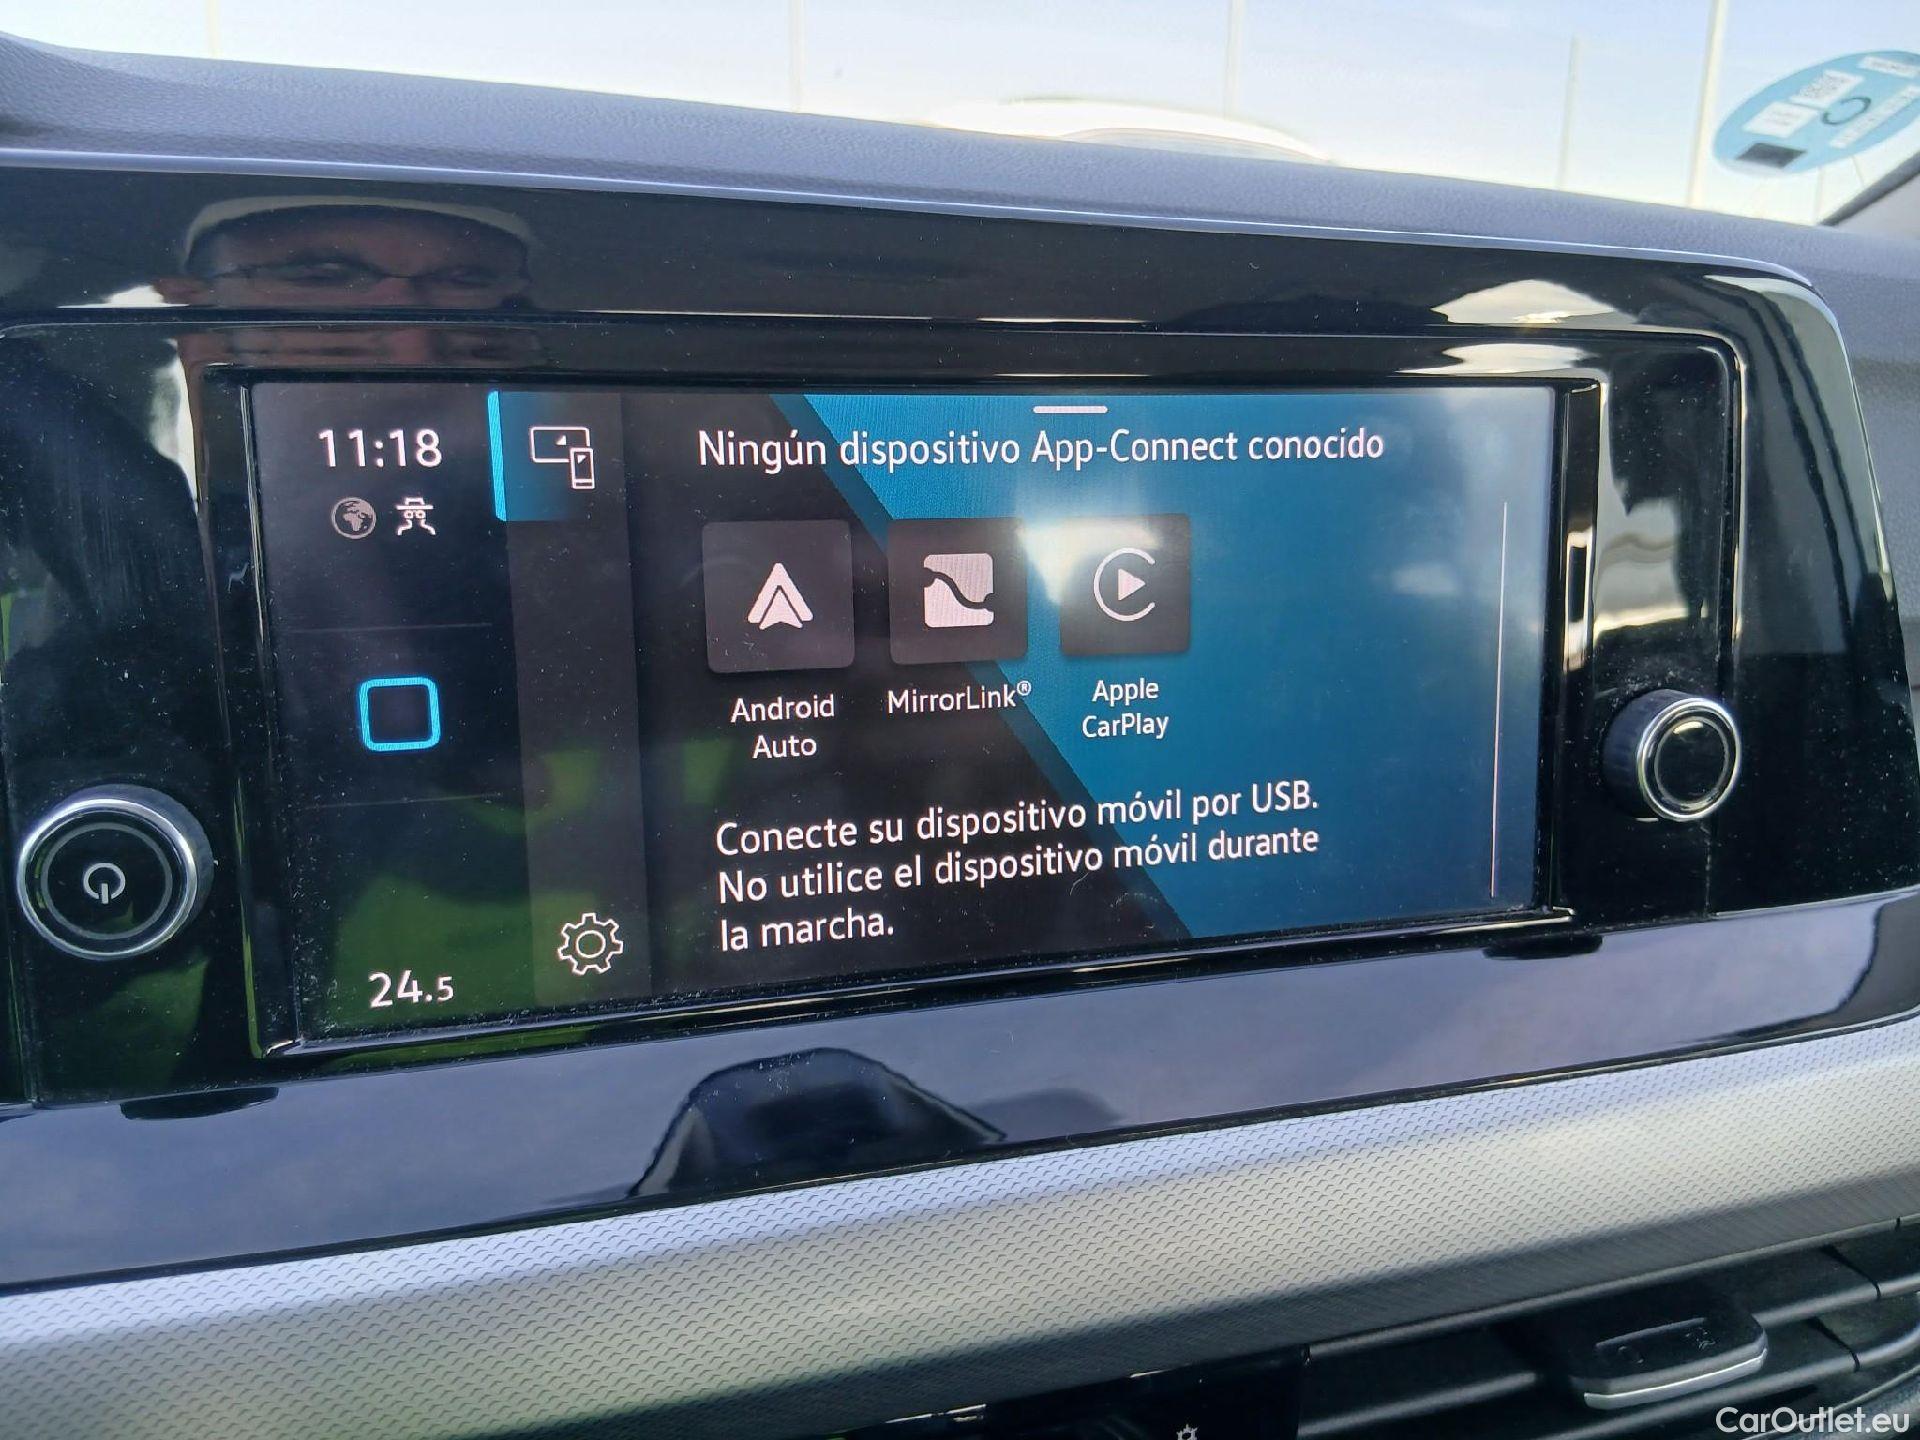 11:18
Ningún dispositivo App-Connect conocido
Android
Auto
MirrorLink®
Apple
CarPlay
Conecte su dispositivo móvil por USB.
No utilice el dispositivo móvil durante
la marcha.
24.5
CarOutlet.eu